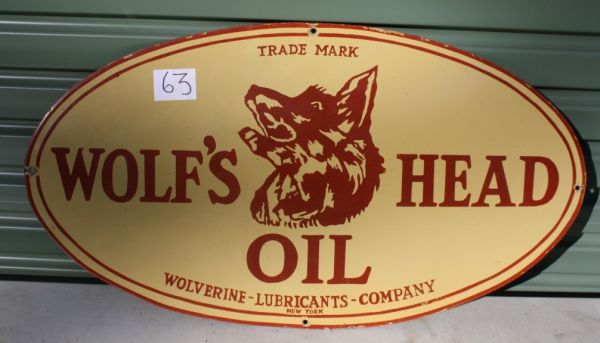 TRADE MARK
63
WOLF'S HEAD
OIL
WOLVERINE-LUBRICANTS-COMPANY
NEW YORK